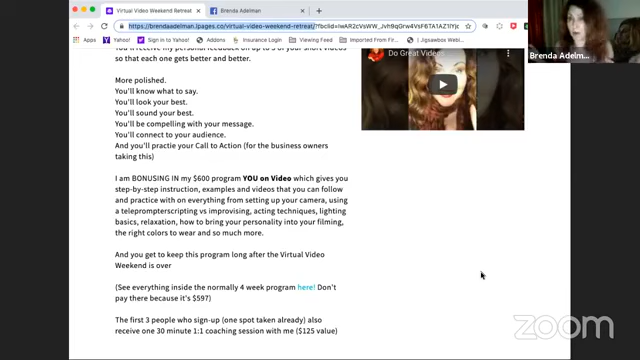 Virtual Video Weekend Retreat
Brenda Adelman
https://brendaadelman.lpages.co/virtual-video-weekend-retreat/
Yahoo
Sign in to Yahoo!
Addons
Insurance Login
Viewing Feed
Imported From Fir...
Jigsawbox Webi...
Brenda Adelm...
You'll receive my personal feedback on up to
so that each one gets better and better.
Do Great Videos
More polished.
You'll know what to say.
You'll look your best.
You'll sound your best.
You'll be compelling with your message.
You'll connect to your audience.
And you'll practie your Call to Action (for the business owners
taking this)
I am BONUSING IN my $600 program YOU on Video which gives you
step-by-step instruction, examples and videos that you can follow
and practice with on everything from setting up your camera, using
a teleprompterscripting vs improvising, acting techniques, lighting
basics, relaxation, how to bring your personality into your filming,
the right colors to wear and so much more.
And you get to keep this program long after the Virtual Video
Weekend is over
(See everything inside the normally 4 week program here! Don't
pay there because it's $597)
The first 3 people who sign-up (one spot taken already) also
receive one 30 minute 1:1 coaching session with me ($125 value)
zoom